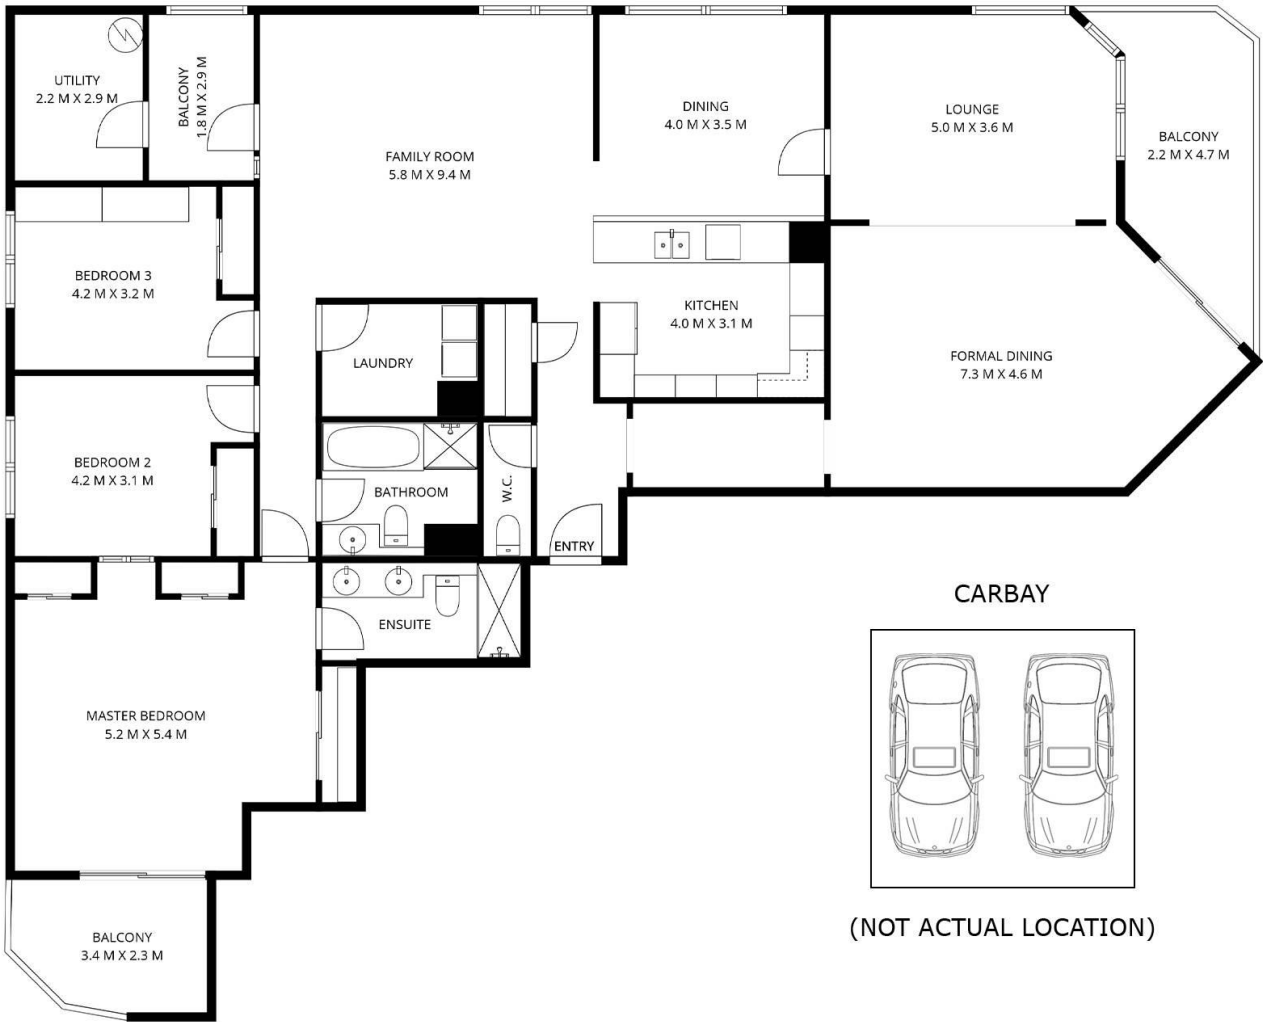 UTILITY
2.2 M X 2.9 M
BALCONY
1.8 M X 2.9 M
FAMILY ROOM
5.8 M X 9.4 M
DINING
4.0 M X 3.5 M
LOUNGE
5.0 M X 3.6 M
BALCONY
2.2 M X 4.7 M
BEDROOM 3
4.2 M X 3.2 M
KITCHEN
4.0 M X 3.1 M
LAUNDRY
FORMAL DINING
7.3 M X 4.6 M
BEDROOM 2
4.2 M X 3.1 M
BATHROOM
W.C.
ENTRY
ENSUITE
CARBAY
MASTER BEDROOM
5.2 M X 5.4 M
(NOT ACTUAL LOCATION)
BALCONY
3.4 M X 2.3 M